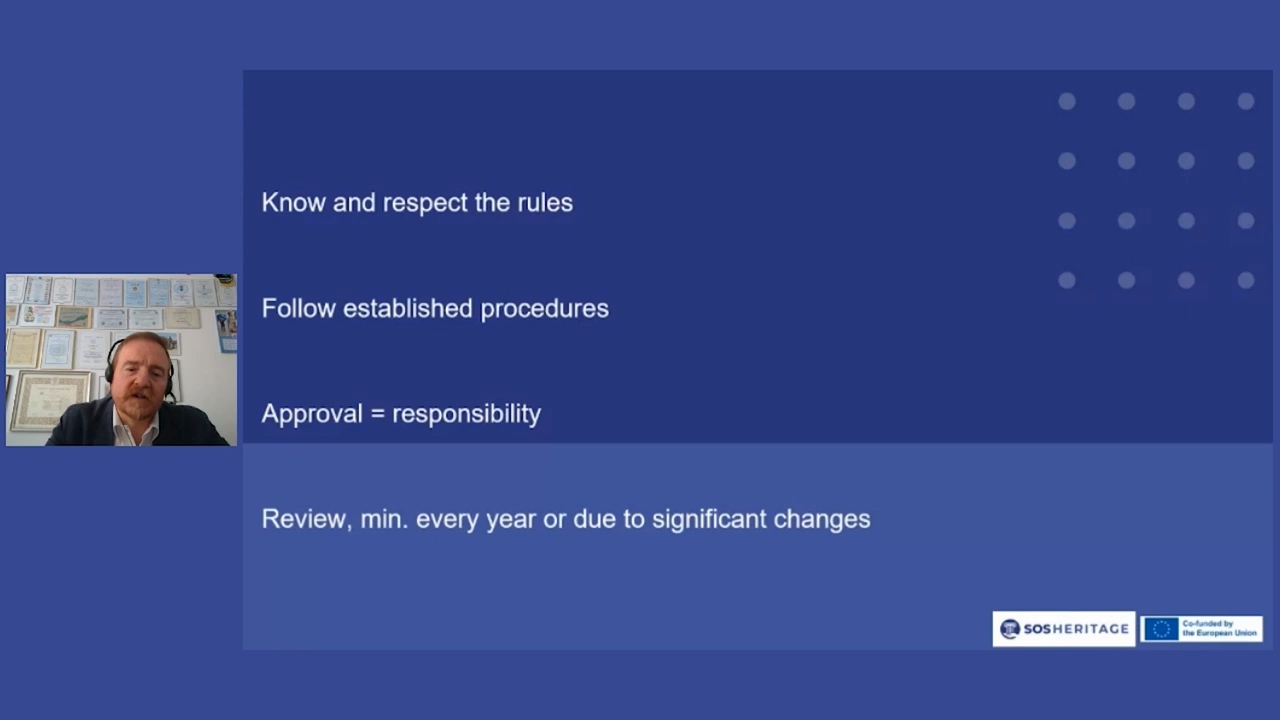 Know and respect the rules
Follow established procedures
Approval = responsibility
Review, min. every year or due to significant changes
SOSHERITAGE
Co-funded by
the European Union